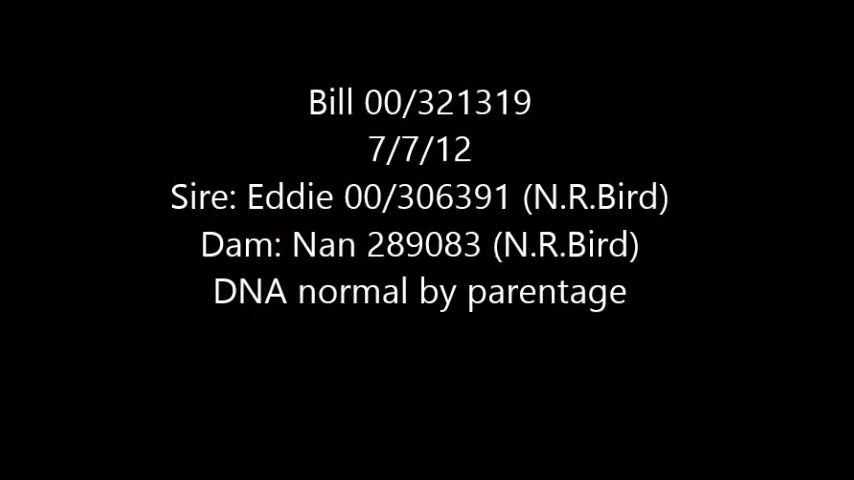 Bill 00/321319
7/7/12
Sire: Eddie 00/306391 (N.R.Bird)
Dam: Nan 289083 (N.R.Bird)
DNA normal by parentage